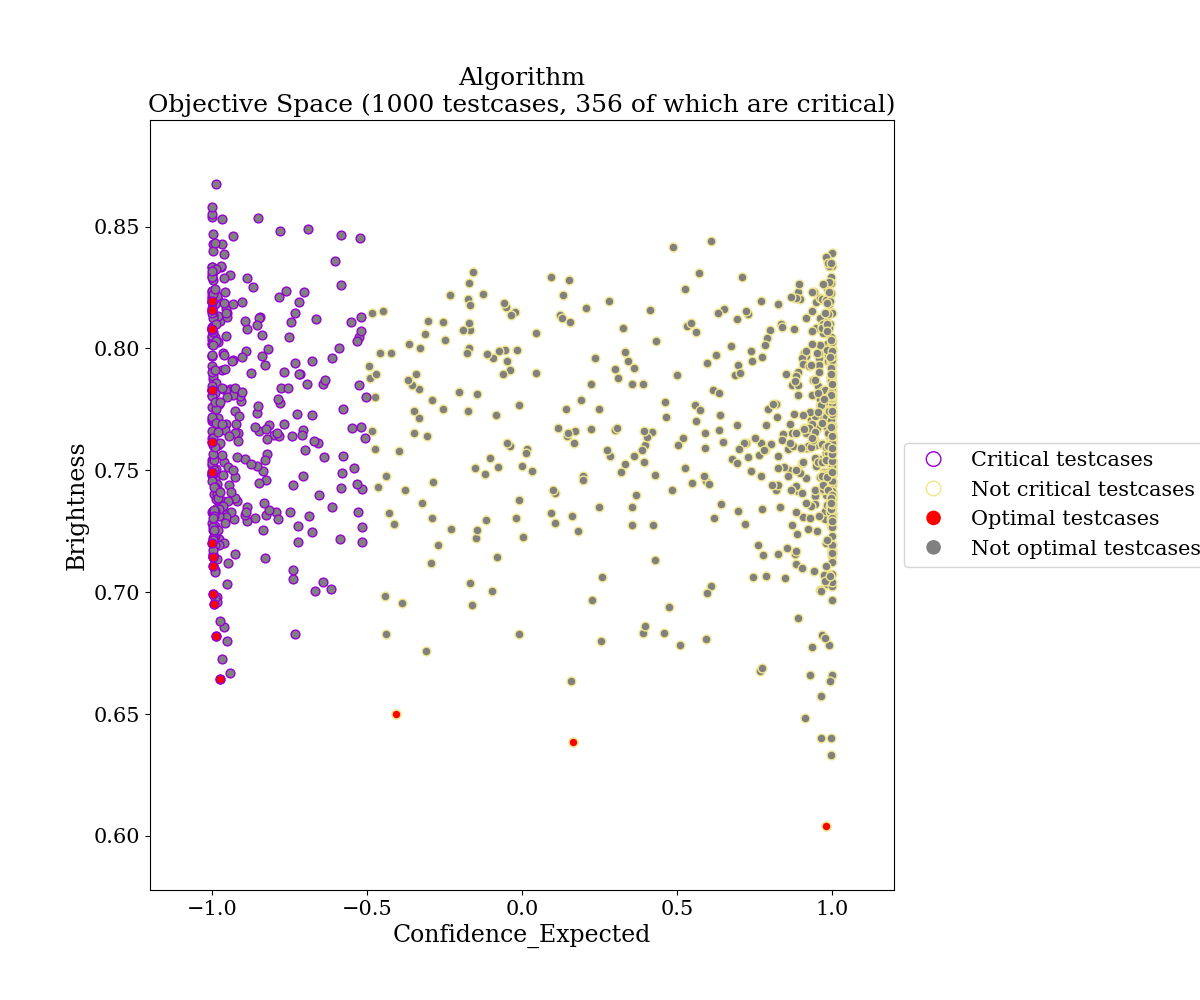 Algorithm
Objective Space (1000 testcases, 356 of which are critical)
0.85
0.80
0.75
0.70
0.65
0.60
Brightness
−1.0
−0.5
0.0
0.5
1.0
Confidence_Expected
Critical testcases
Not critical testcases
Optimal testcases
Not optimal testcases